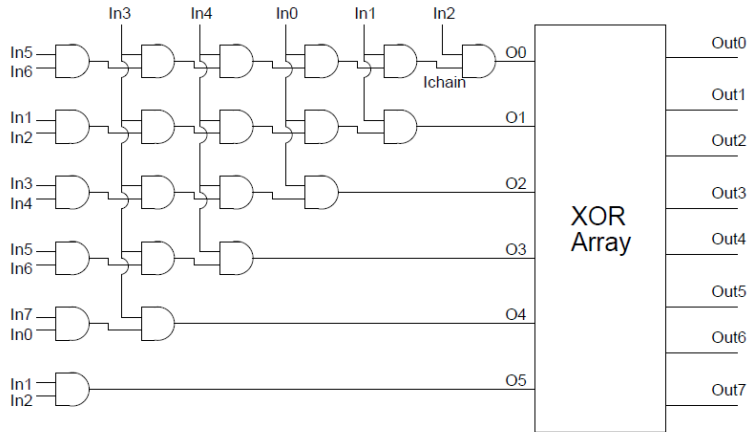 In3 In4 In0 In1 In2
In5
In6
Ichain
O0
Out0
In1
In2
O1
Out1
Out2
In3
In4
O2
XOR
Array
Out3
In5
In6
O3
Out4
Out5
In7
In0
O4
Out6
In1
In2
O5
Out7